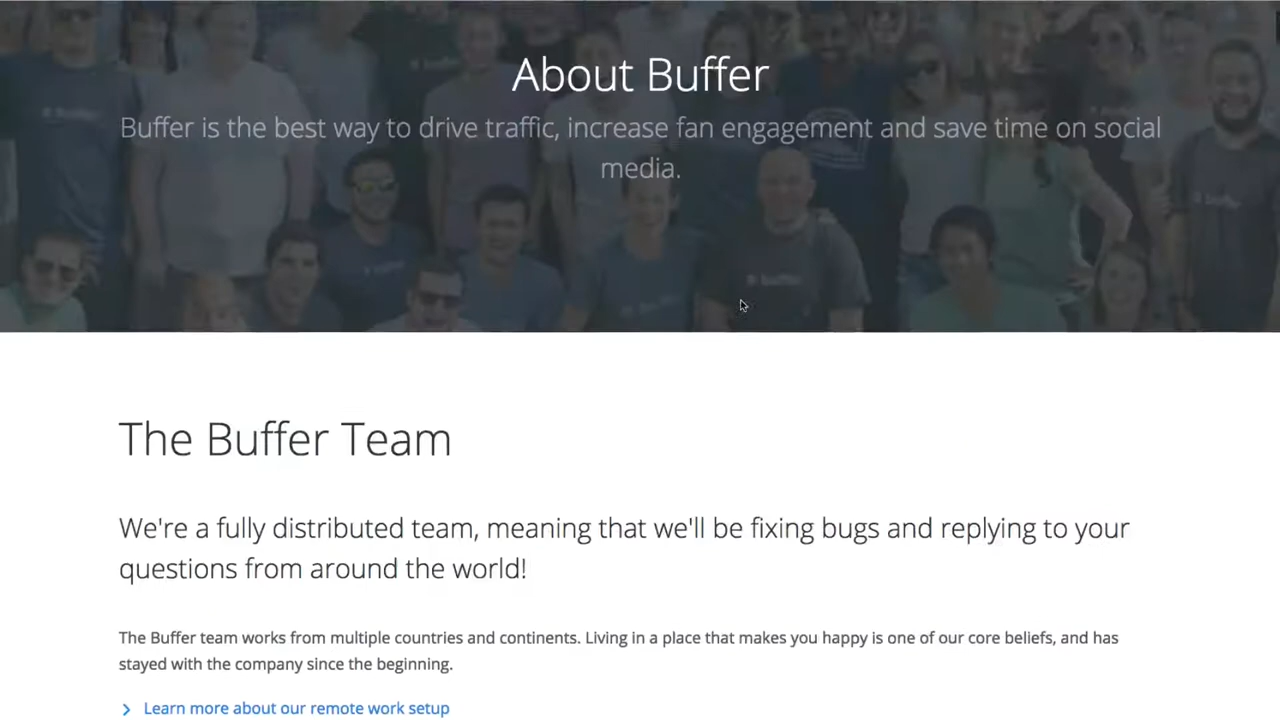 About Buffer
Buffer is the best way to drive traffic, increase fan engagement and save time on social
media.
The Buffer Team
We're a fully distributed team, meaning that we'll be fixing bugs and replying to your
questions from around the world!
The Buffer team works from multiple countries and continents. Living in a place that makes you happy is one of our core beliefs, and has
stayed with the company since the beginning.
Learn more about our remote work setup